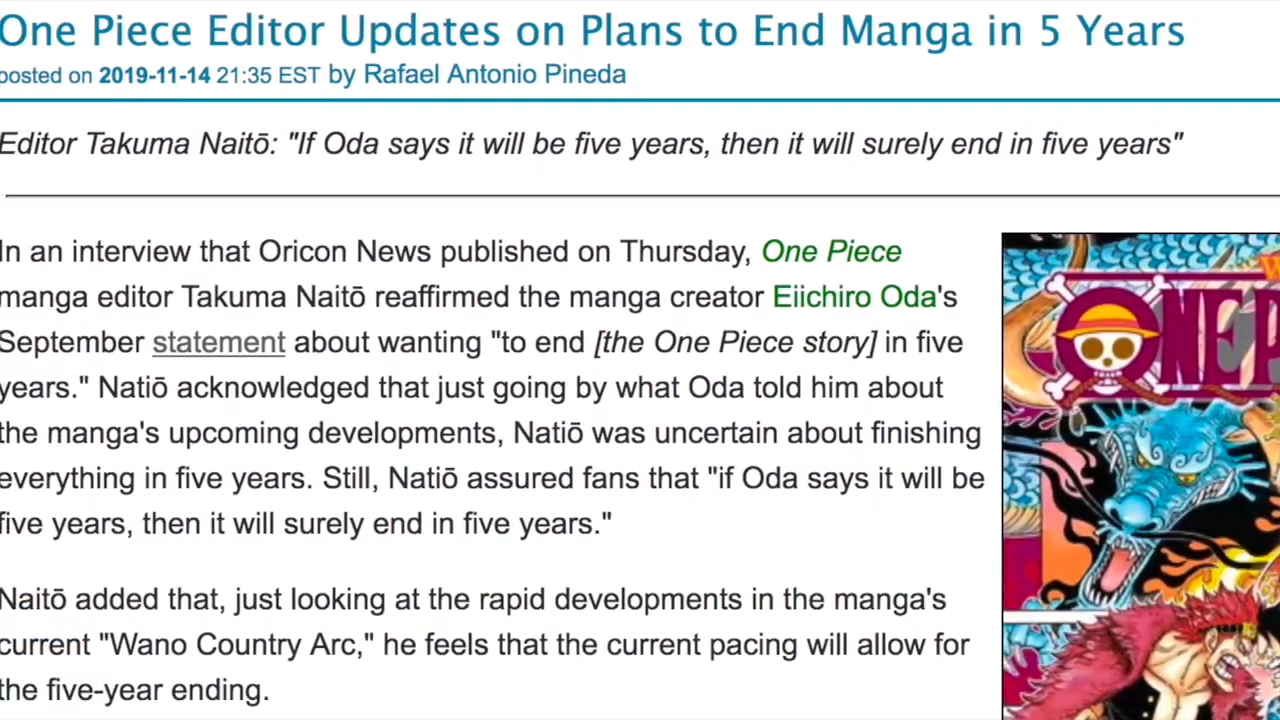 One Piece Editor Updates on Plans to End Manga in 5 Years
posted on 2019-11-14 21:35 EST by Rafael Antonio Pineda
Editor Takuma Naitō: "If Oda says it will be five years, then it will surely end in five years"
In an interview that Oricon News published on Thursday, One Piece
manga editor Takuma Naitō reaffirmed the manga creator Eiichiro Oda's
September statement about wanting "to end [the One Piece story] in five
years." Natiō acknowledged that just going by what Oda told him about
the manga's upcoming developments, Natiō was uncertain about finishing
everything in five years. Still, Natiō assured fans that "if Oda says it will be
five years, then it will surely end in five years."
Naitō added that, just looking at the rapid developments in the manga's
current "Wano Country Arc," he feels that the current pacing will allow for
the five-year ending.
ONE P